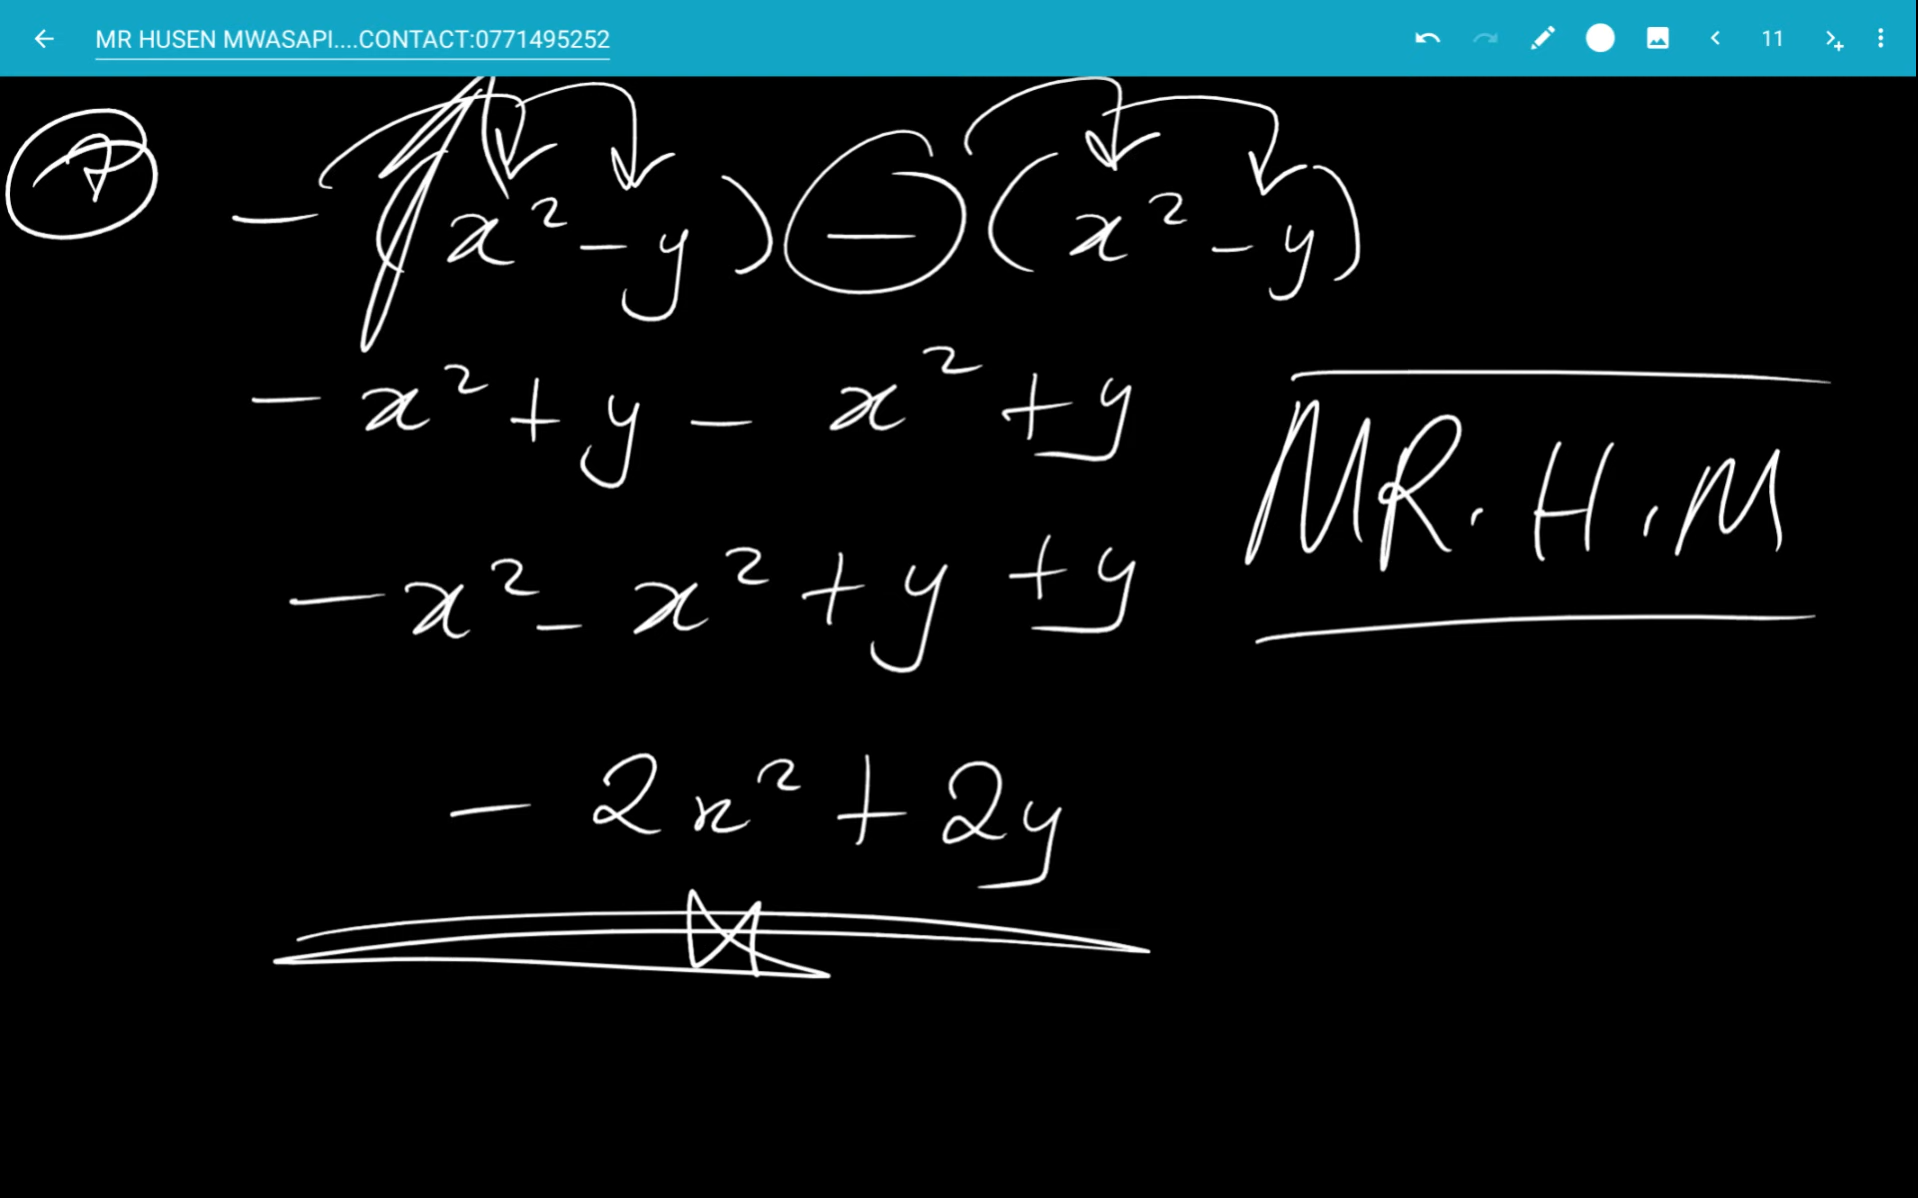 MR HUSEN MWASAPI....CONTACT:0771495252
11
-(x²-y)-(x²-y)
-x²+y-x²+y
MR.H.M
-x²-x²+y+y
-2x²+2y